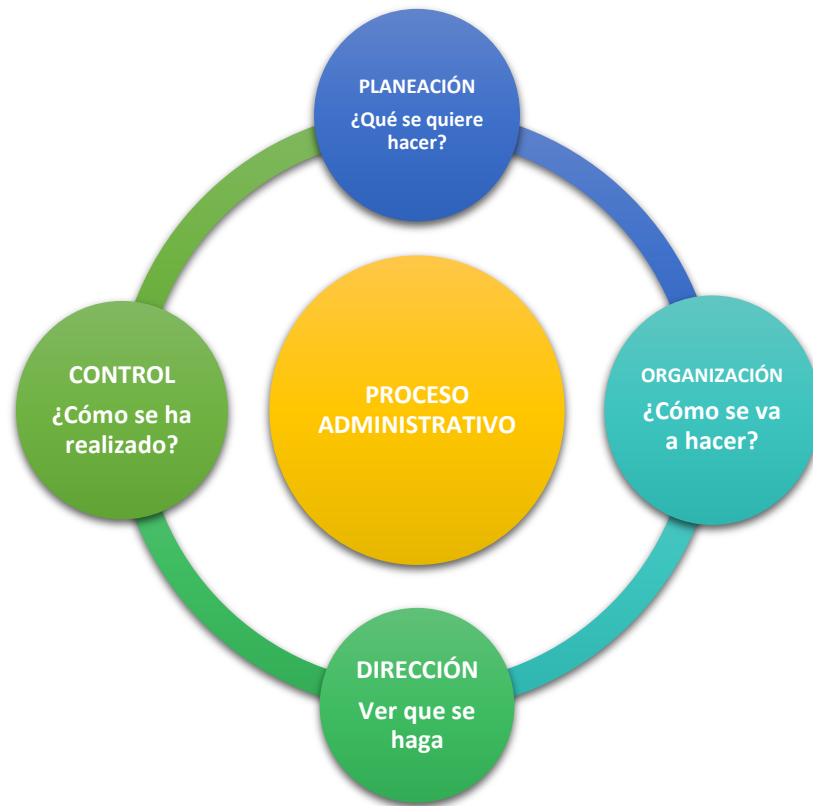 PLANEACIÓN
¿Qué se quiere
hacer?
CONTROL
¿Cómo se ha
realizado?
PROCESO
ADMINISTRATIVO
ORGANIZACIÓN
¿Cómo se va
a hacer?
DIRECCIÓN
Ver que se
haga